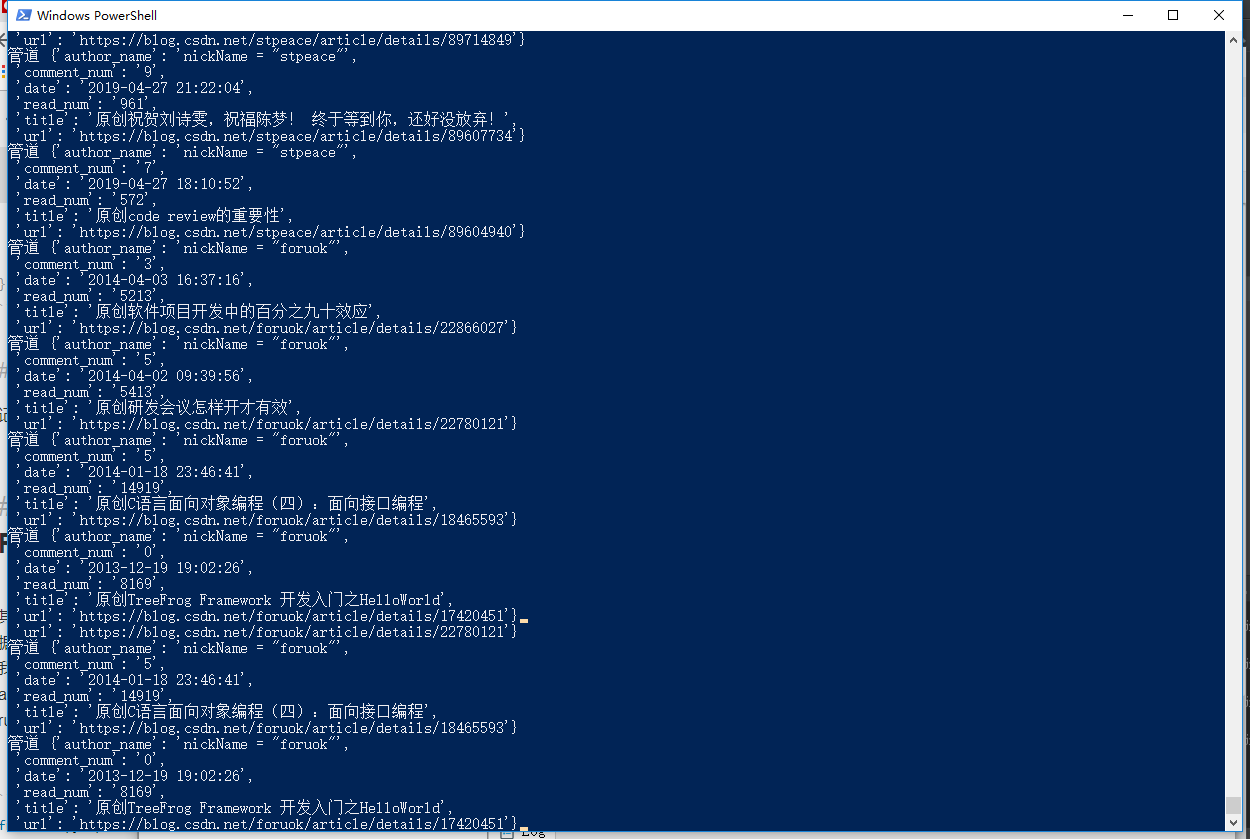 Windows PowerShell
'url': 'https://blog.csdn.net/stpeace/article/details/89714849'}
管道 {'author_name': 'nickName = "stpeace"',
'comment_num': '9',
'date': '2019-04-27 21:22:04',
'read_num': '961',
'title': '原创祝贺刘诗雯，祝福陈梦！ 终于等到你，还好没放弃！',
'url': 'https://blog.csdn.net/stpeace/article/details/89607734'}
管道 {'author_name': 'nickName = "stpeace"',
'comment_num': '7',
'date': '2019-04-27 18:10:52',
'read_num': '572',
'title': '原创code review的重要性',
'url': 'https://blog.csdn.net/stpeace/article/details/89604940'}
管道 {'author_name': 'nickName = "foruok"',
'comment_num': '3',
'date': '2014-04-03 16:37:16',
'read_num': '5213',
'title': '原创软件项目开发中的百分之九十效应',
'url': 'https://blog.csdn.net/foruok/article/details/22866027'}
管道 {'author_name': 'nickName = "foruok"',
'comment_num': '5',
'date': '2014-04-02 09:39:56',
'read_num': '5413',
'title': '原创研发会议怎样开才有效',
'url': 'https://blog.csdn.net/foruok/article/details/22780121'}
管道 {'author_name': 'nickName = "foruok"',
'comment_num': '5',
'date': '2014-01-18 23:46:41',
'read_num': '14919',
'title': '原创C语言面向对象编程（四）：面向接口编程',
'url': 'https://blog.csdn.net/foruok/article/details/18465593'}
管道 {'author_name': 'nickName = "foruok"',
'comment_num': '0',
'date': '2013-12-19 19:02:26',
'read_num': '8169',
'title': '原创TreeFrog Framework 开发入门之HelloWorld',
'url': 'https://blog.csdn.net/foruok/article/details/17420451'}
'url': 'https://blog.csdn.net/foruok/article/details/22780121'}
管道 {'author_name': 'nickName = "foruok"',
'comment_num': '5',
'date': '2014-01-18 23:46:41',
'read_num': '14919',
'title': '原创C语言面向对象编程（四）：面向接口编程',
'url': 'https://blog.csdn.net/foruok/article/details/18465593'}
管道 {'author_name': 'nickName = "foruok"',
'comment_num': '0',
'date': '2013-12-19 19:02:26',
'read_num': '8169',
'title': '原创TreeFrog Framework 开发入门之HelloWorld',
'url': 'https://blog.csdn.net/foruok/article/details/17420451'}